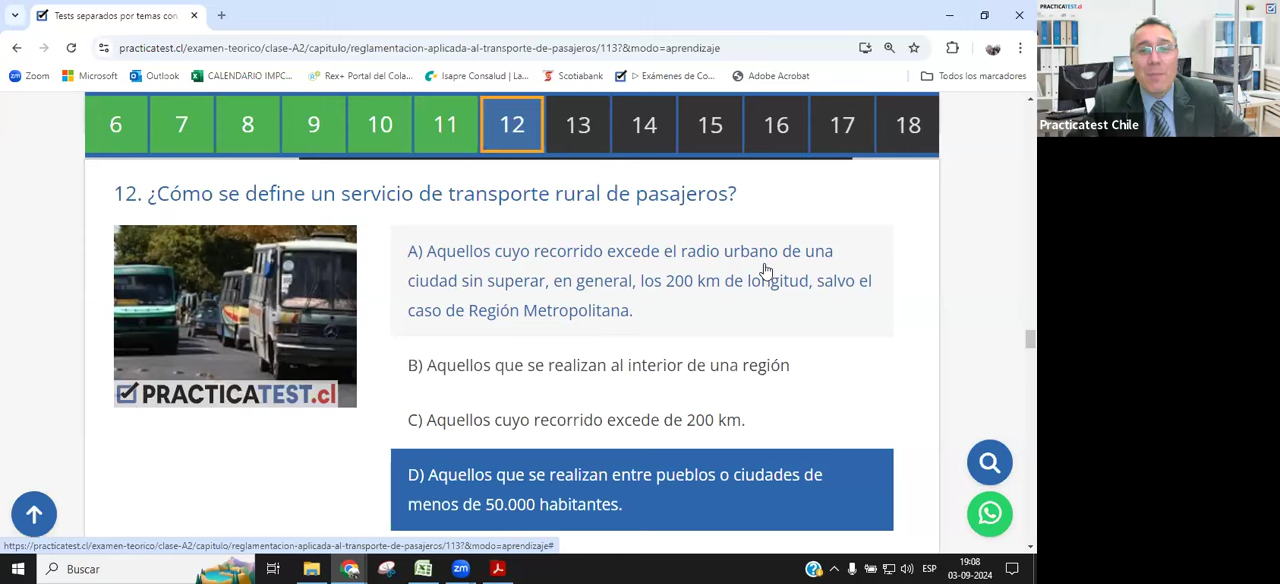 Tests separados por temas con
practicatest.cl/examen-teorico/clase-A2/capitulo/reglamentacion-aplicada-al-transporte-de-pasajeros/113?&modo=aprendizaje
Zoom
Microsoft
Outlook
CALENDARIO IMPC...
Rex+ Portal del Cola...
Isapre Consalud | La...
Scotiabank
▷ Exámenes de Co...
Adobe Acrobat
Todos los marcadores
PRACTICATEST.cl
Practicatest Chile
6 7 8 9 10 11 12 13 14 15 16 17 18
12. ¿Cómo se define un servicio de transporte rural de pasajeros?
PRACTICATEST.cl
A) Aquellos cuyo recorrido excede el radio urbano de una
ciudad sin superar, en general, los 200 km de longitud, salvo el
caso de Región Metropolitana.
B) Aquellos que se realizan al interior de una región
C) Aquellos cuyo recorrido excede de 200 km.
D) Aquellos que se realizan entre pueblos o ciudades de
menos de 50.000 habitantes.
https://practicatest.cl/examen-teorico/clase-A2/capitulo/reglamentacion-aplicada-al-transporte-de-pasajeros/113?&modo=aprendizaje#
Buscar
ESP
19:08
03-09-2024